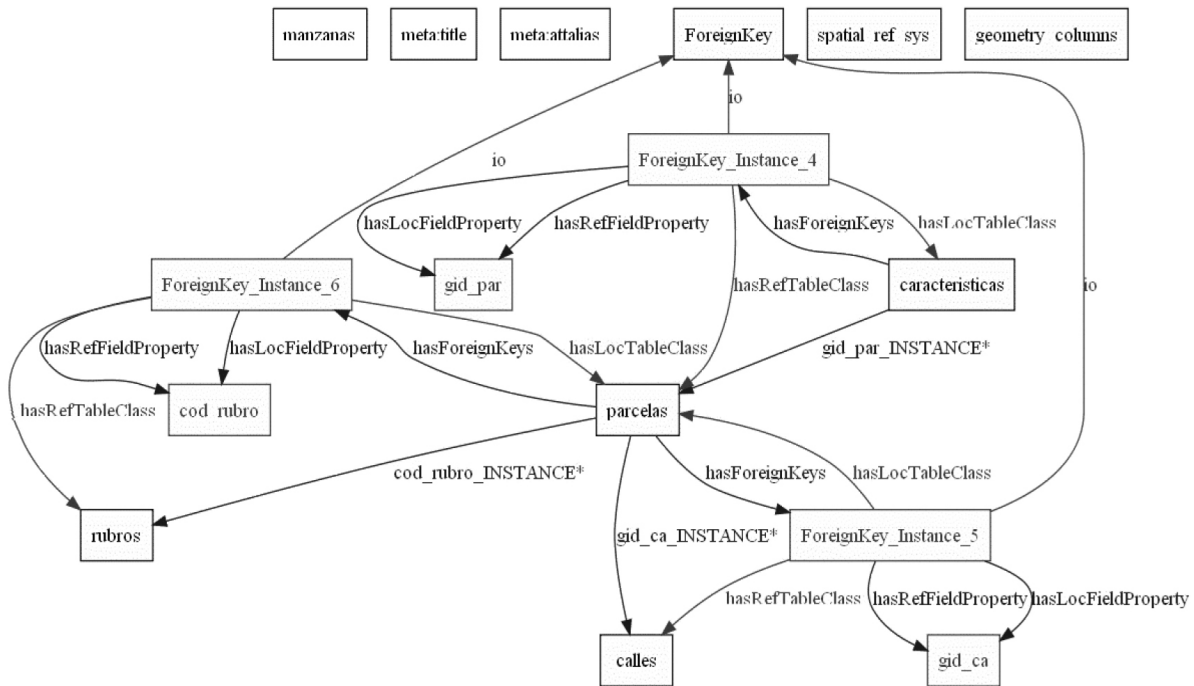 manzanas
meta:title
meta:attalias
ForeignKey
spatial_ref_sys
geometry_columns
io
ForeignKey_Instance_4
io
hasLocFieldProperty
hasRefFieldProperty
hasForeignKeys
hasLocTableClass
ForeignKey_Instance_6
gid_par
hasRefTableClass
caracteristicas
io
hasRefFieldProperty
hasLocFieldProperty
hasForeignKeys
hasLocTableClass
gid_par_INSTANCE*
hasRefTableClass
cod_rubro
parcelas
cod_rubro_INSTANCE*
hasForeignKeys
hasLocTableClass
rubros
gid_ca_INSTANCE*
ForeignKey_Instance_5
hasRefTableClass
hasRefFieldProperty
hasLocFieldProperty
calles
gid_ca